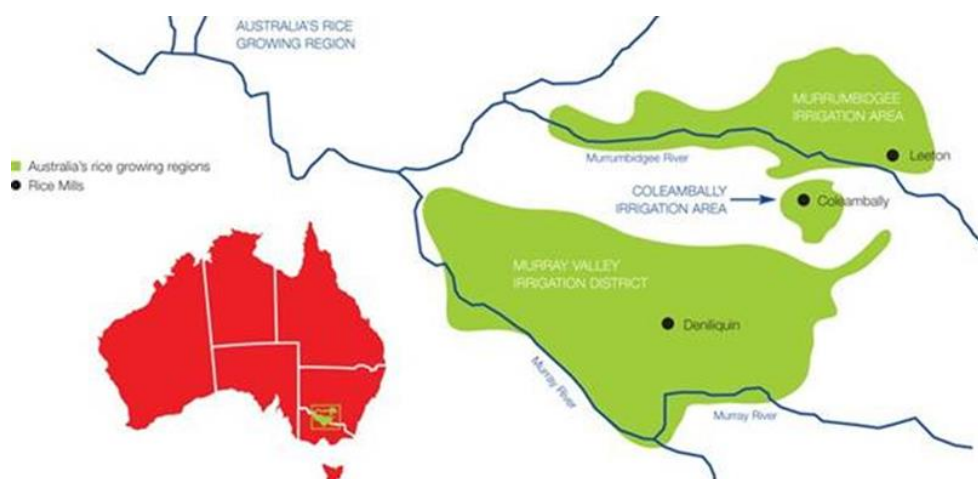 AUSTRALIA'S RICE
GROWING REGION
MURRUMBIDGEE
IRRIGATION AREA
Murrumbidgee River
Leeton
Australia's rice growing regions
Rice Mills
COLEAMBALLY
IRRIGATION AREA
Coleambally
MURRAY VALLEY
IRRIGATION DISTRICT
Deniliquin
Murray River
Murray River